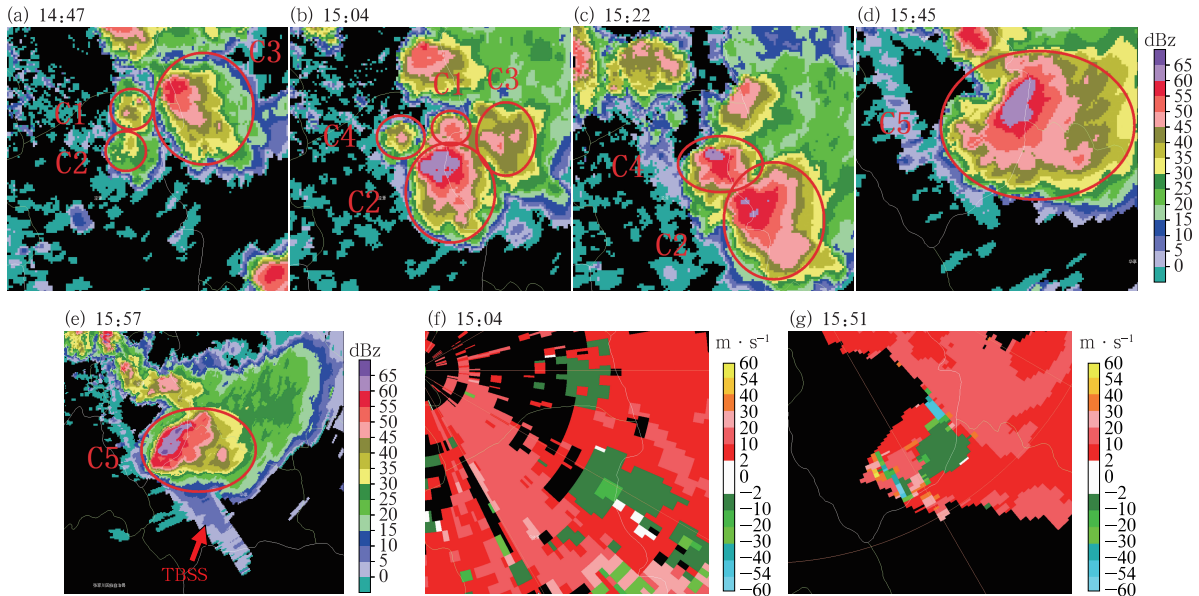 (a) 14:47
C3
C1
C2
(b) 15:04
C1
C3
C4
C2
(c) 15:22
C4
C2
(d) 15:45
C5
dBz
65
60
55
50
45
40
35
30
25
20
15
10
5
0
(e) 15:57
C5
TBSS
dBz
65
60
55
50
45
40
35
30
25
20
15
10
5
0
(f) 15:04
m · s⁻¹
60
54
40
30
20
10
2
0
−2
−10
−20
−30
−40
−54
−60
(g) 15:51
m · s⁻¹
60
54
40
30
20
10
2
0
−2
−10
−20
−30
−40
−54
−60